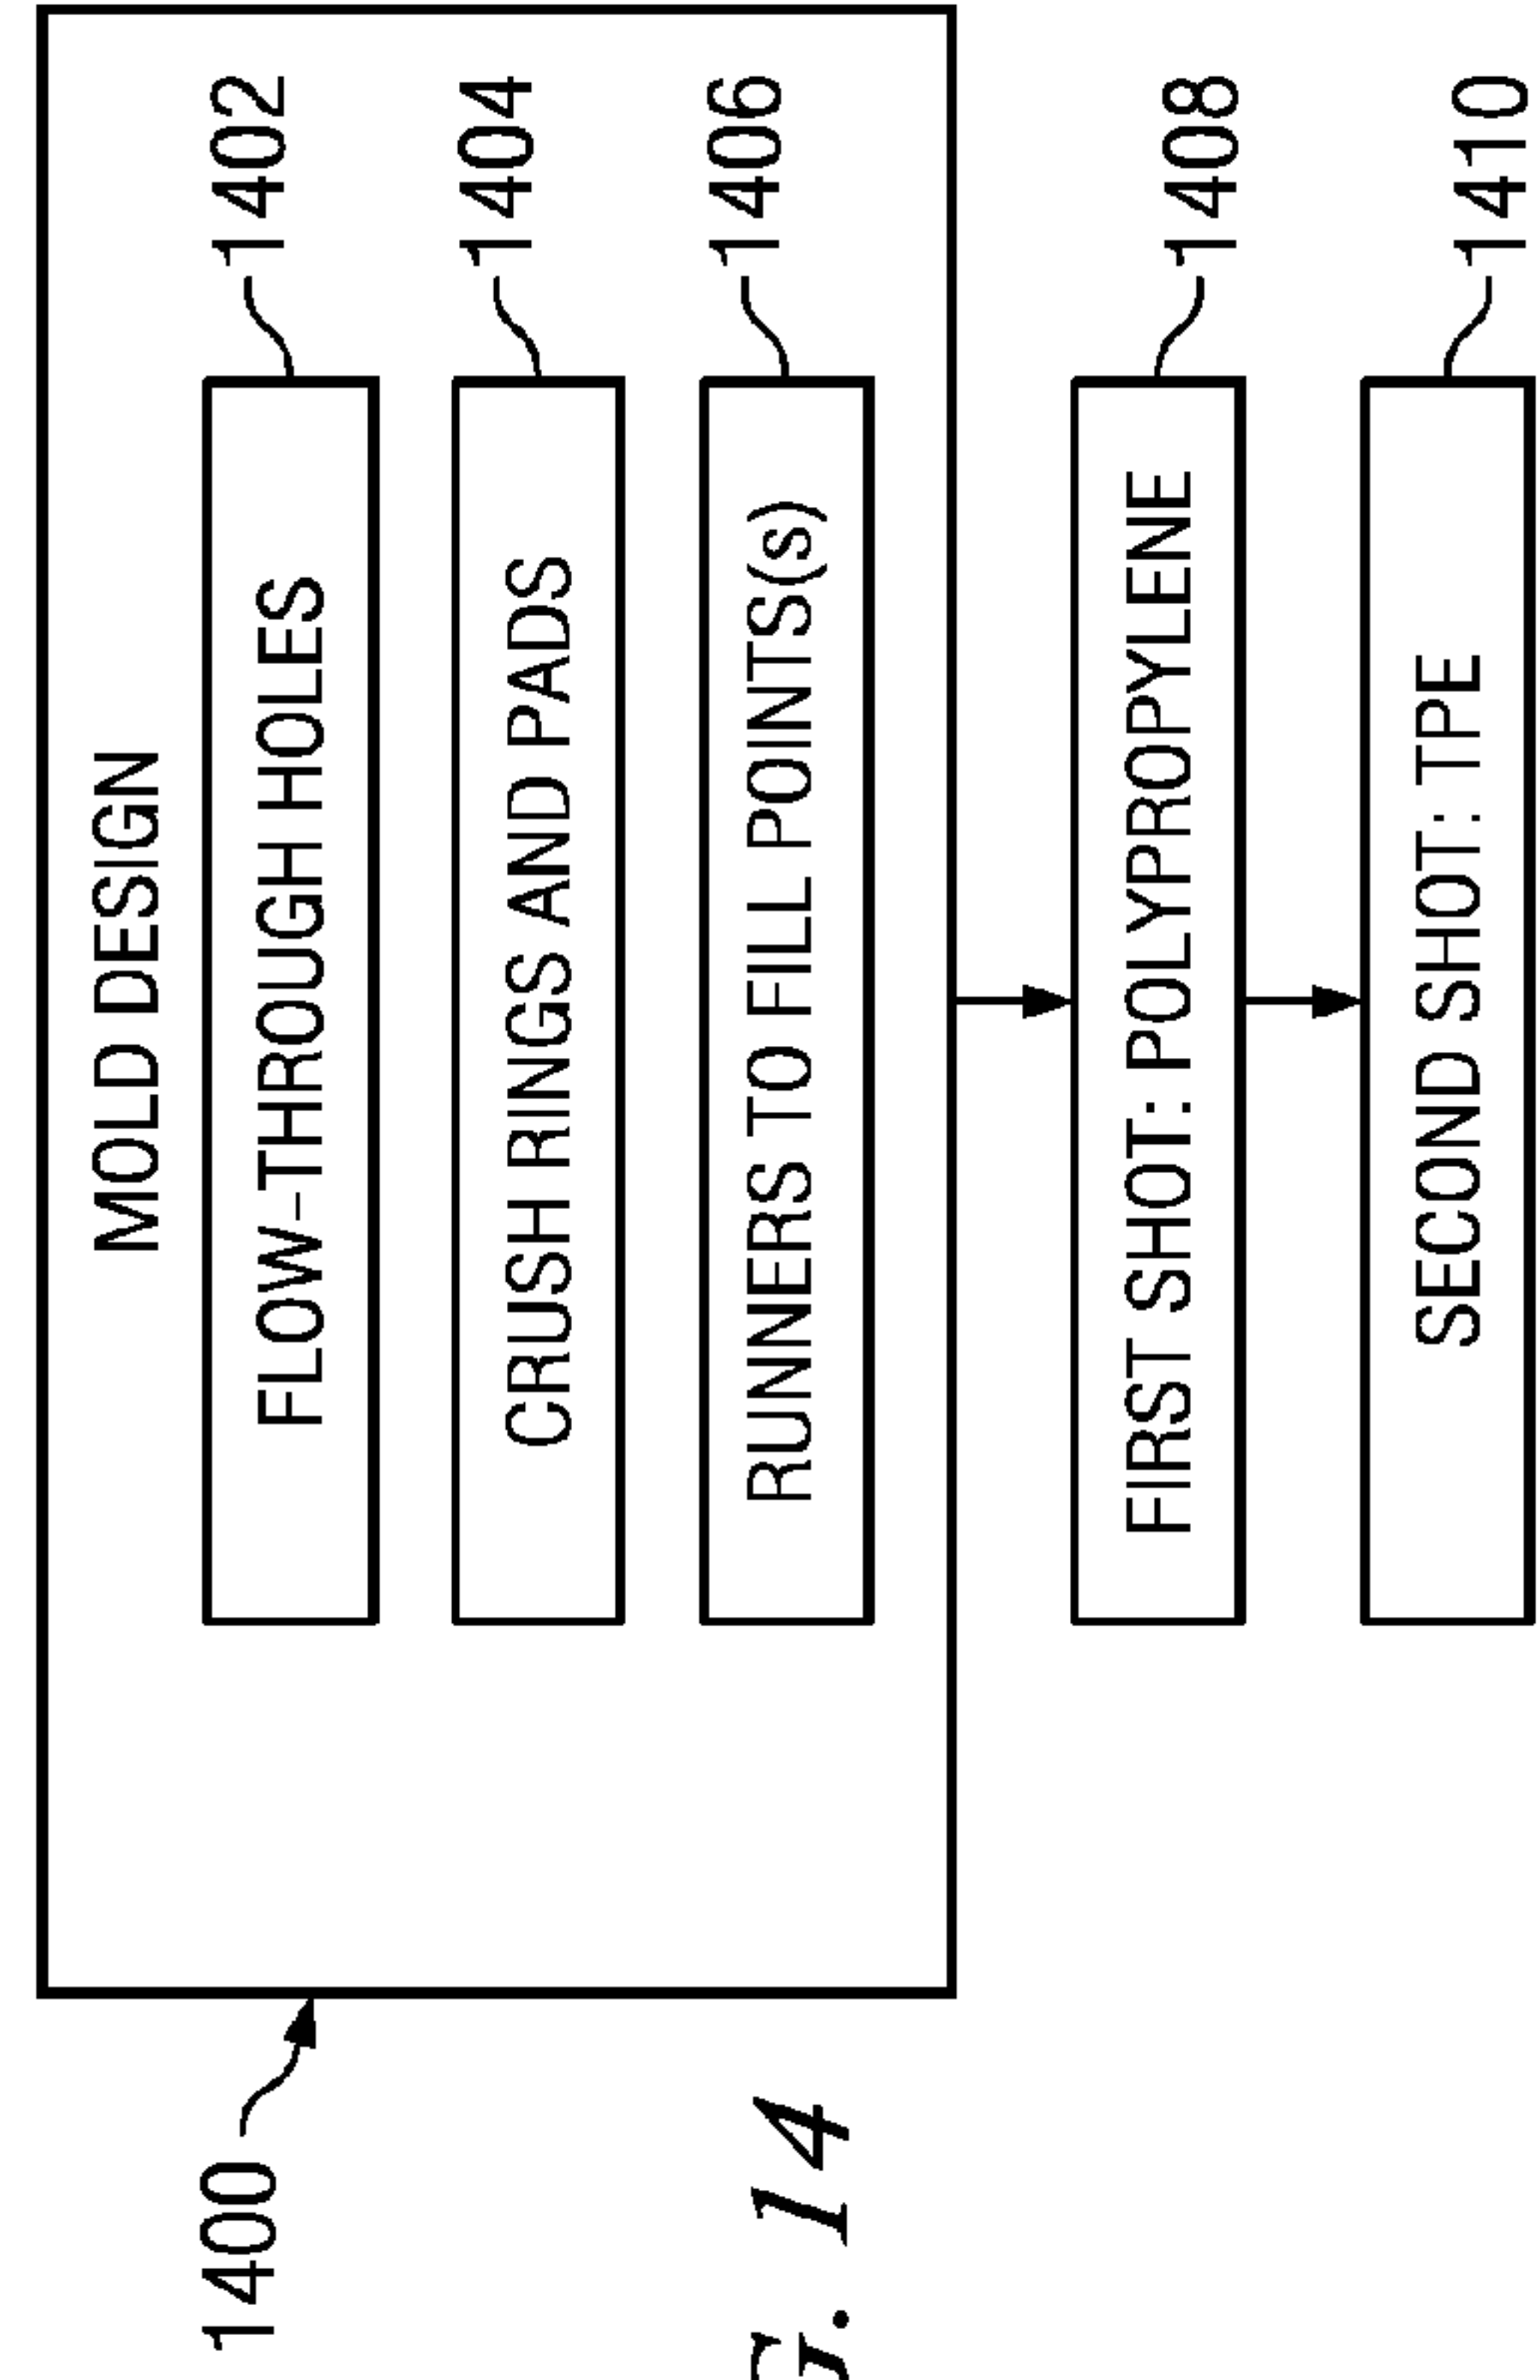 1400
MOLD DESIGN
FLOW-THROUGH HOLES
1402
CRUSH RINGS AND PADS
1404
RUNNERS TO FILL POINTS(s)
1406
FIRST SHOT: POLYPROPYLENE
1408
SECOND SHOT: TPE
1410
G. 14